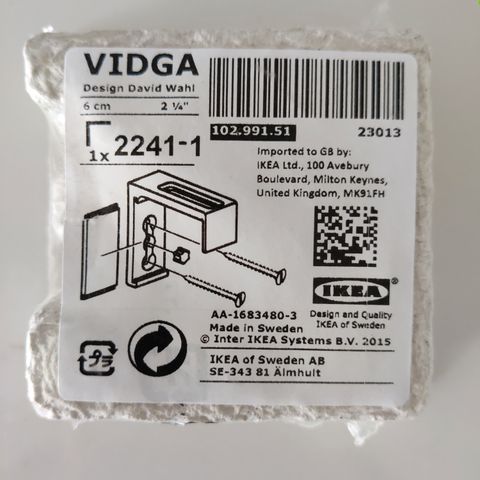 VIDGA
Design David Wahl
6 cm 2 ¼"
1x 2241-1
102.991.51 23013
Imported to GB by:
IKEA Ltd., 100 Avebury
Boulevard, Milton Keynes,
United Kingdom, MK91FH
IKEA
Design and Quality
IKEA of Sweden
AA-1683480-3
Made in Sweden
© Inter IKEA Systems B.V. 2015
IKEA of Sweden AB
SE-343 81 Älmhult